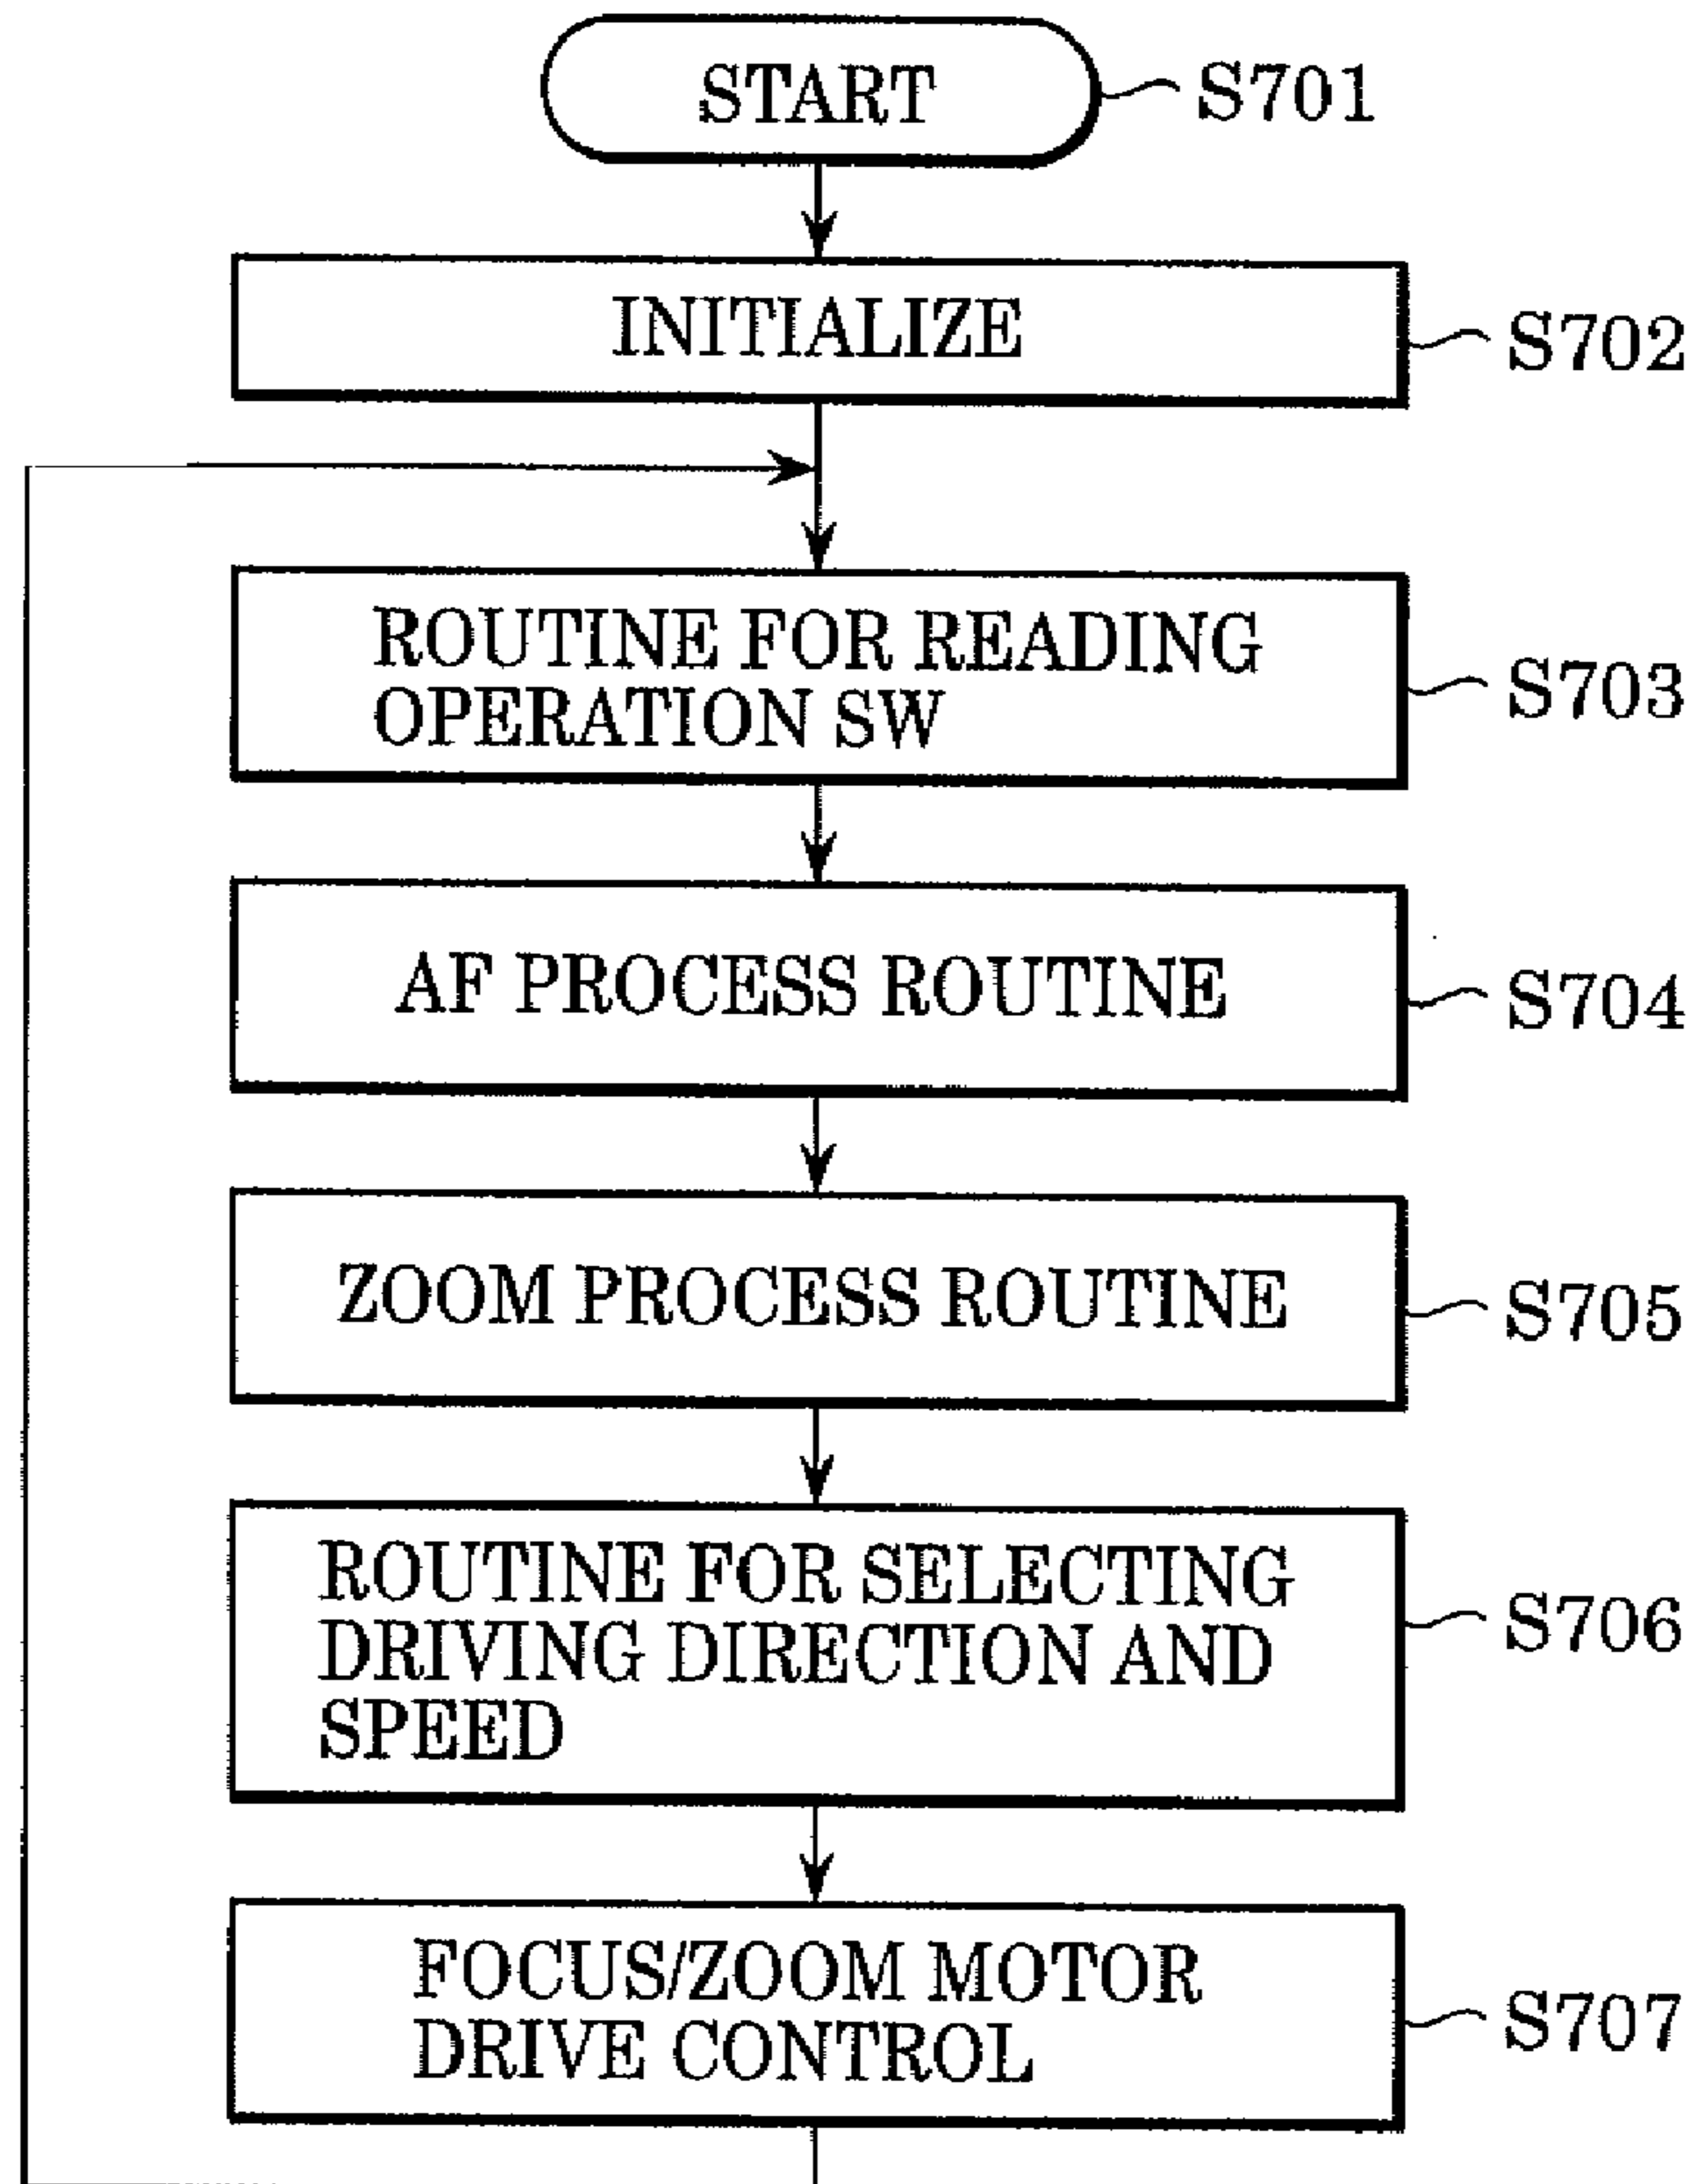 START
S701
INITIALIZE
S702
ROUTINE FOR READING
OPERATION SW
S703
AF PROCESS ROUTINE
S704
ZOOM PROCESS ROUTINE
S705
ROUTINE FOR SELECTING
DRIVING DIRECTION AND
SPEED
S706
FOCUS/ZOOM MOTOR
DRIVE CONTROL
S707